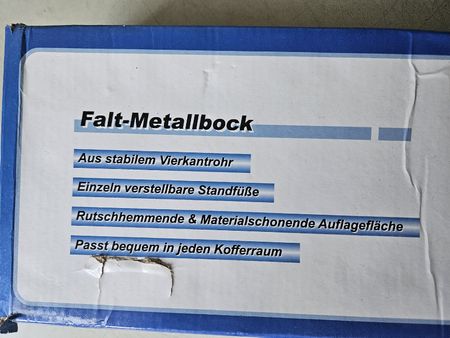 Falt-Metallbock
Aus stabilem Vierkantrohr
Einzeln verstellbare Standfüße
Rutschhemmende & Materialschonende Auflagefläche
Passt bequem in jeden Kofferraum